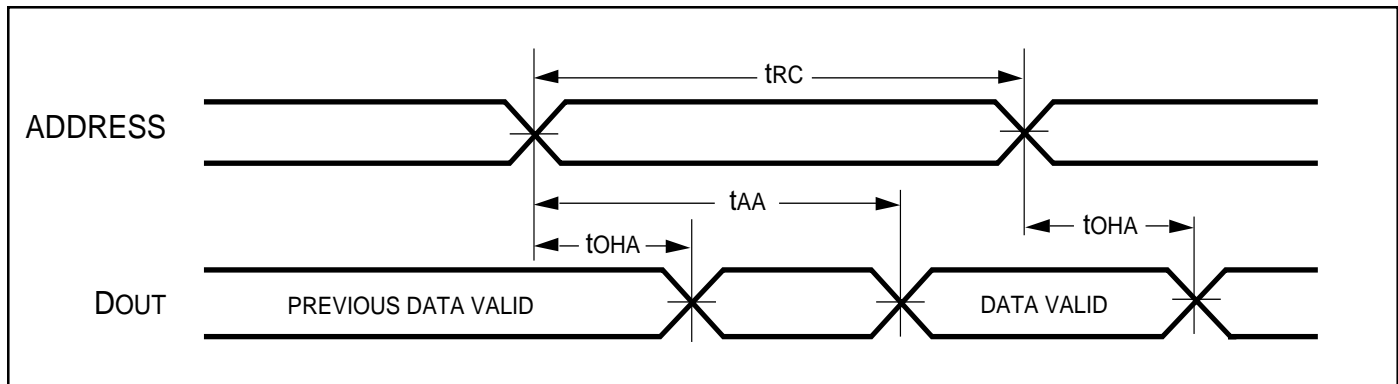 tRC
ADDRESS
tAA
tOHA
tOHA
DOUT
PREVIOUS DATA VALID
DATA VALID